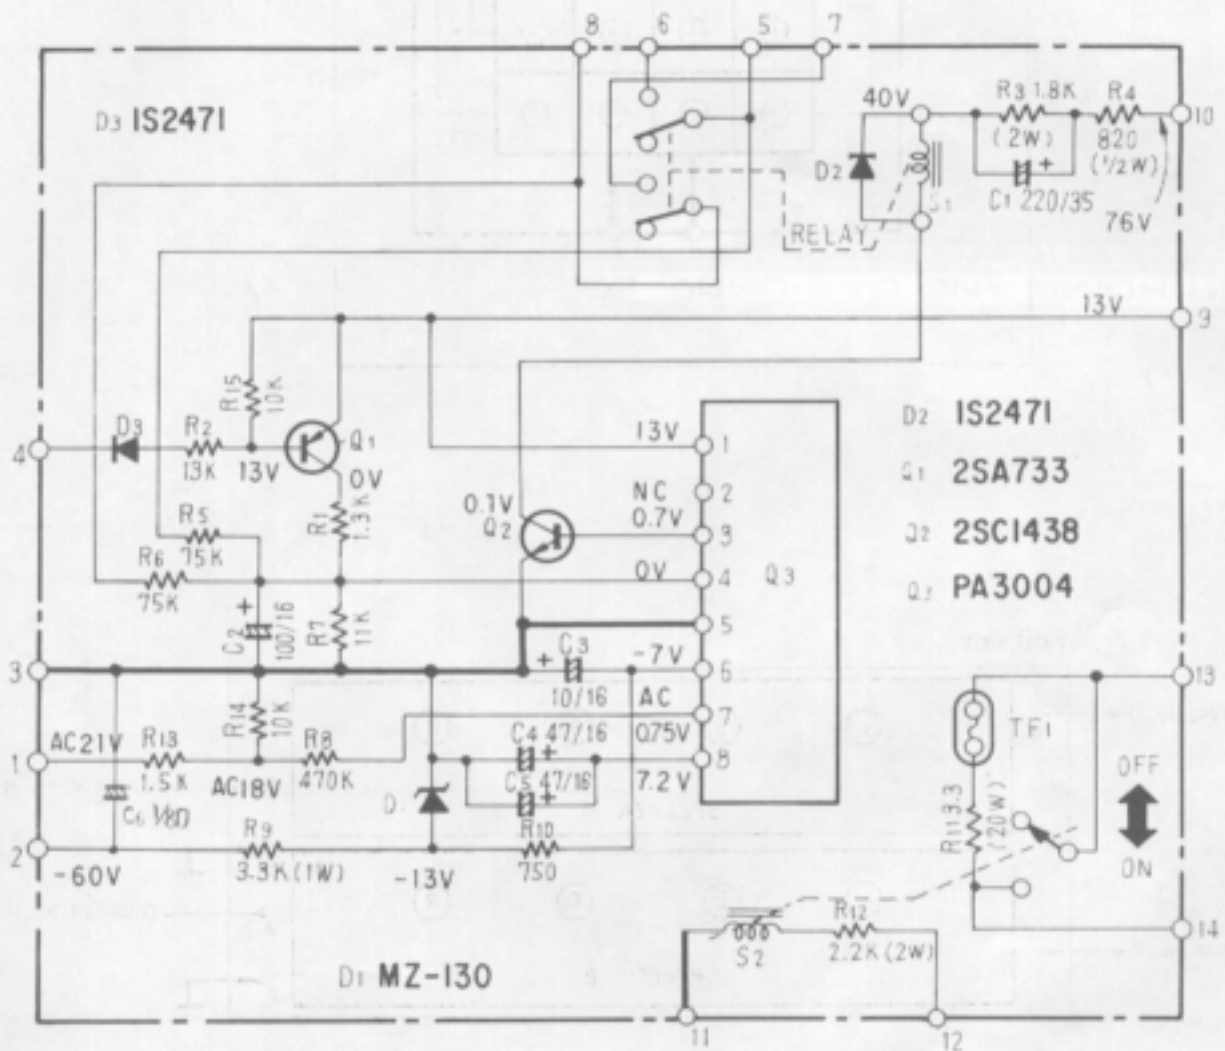 8 6 5 7
D3 IS2471
40V
R3 1.8K
(2W)
R4
820
(1/2W)
10
D2
S1
C1 220/35
76V
RELAY
13V
9
R15
10K
4
D3
R2
13K
13V
Q1
0V
R1
1.3K
R5
75K
R6
75K
C2
100/16
R7
11K
0.1V
Q2
13V
NC
0.7V
0V
1
2
3
4
5
6
7
8
Q3
D2 IS2471
Q1 2SA733
Q2 2SC1438
Q3 PA3004
3
C3
10/16
-7V
AC
0.75V
7.2V
R14
10K
AC21V
R13
1.5K
AC18V
R8
470K
C4 47/16
C5 47/16
1
C6
D
R10
750
2
-60V
R9
3.3K (1W)
-13V
13
TF1
R11 3.3
(20W)
OFF
ON
14
S2
R12
2.2K (2W)
D1 MZ-130
11
12